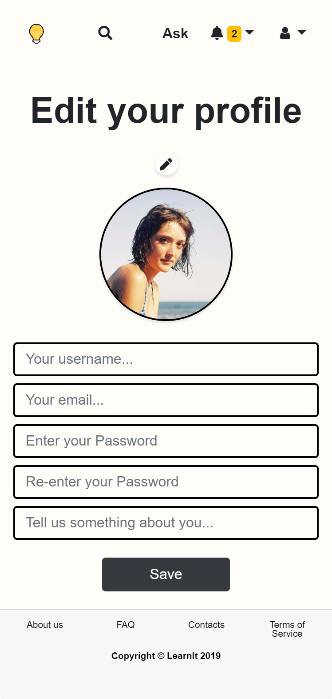 Ask 2
Edit your profile
Your username...
Your email...
Enter your Password
Re-enter your Password
Tell us something about you...
Save
About us FAQ Contacts Terms of
Service
Copyright © LearnIt 2019